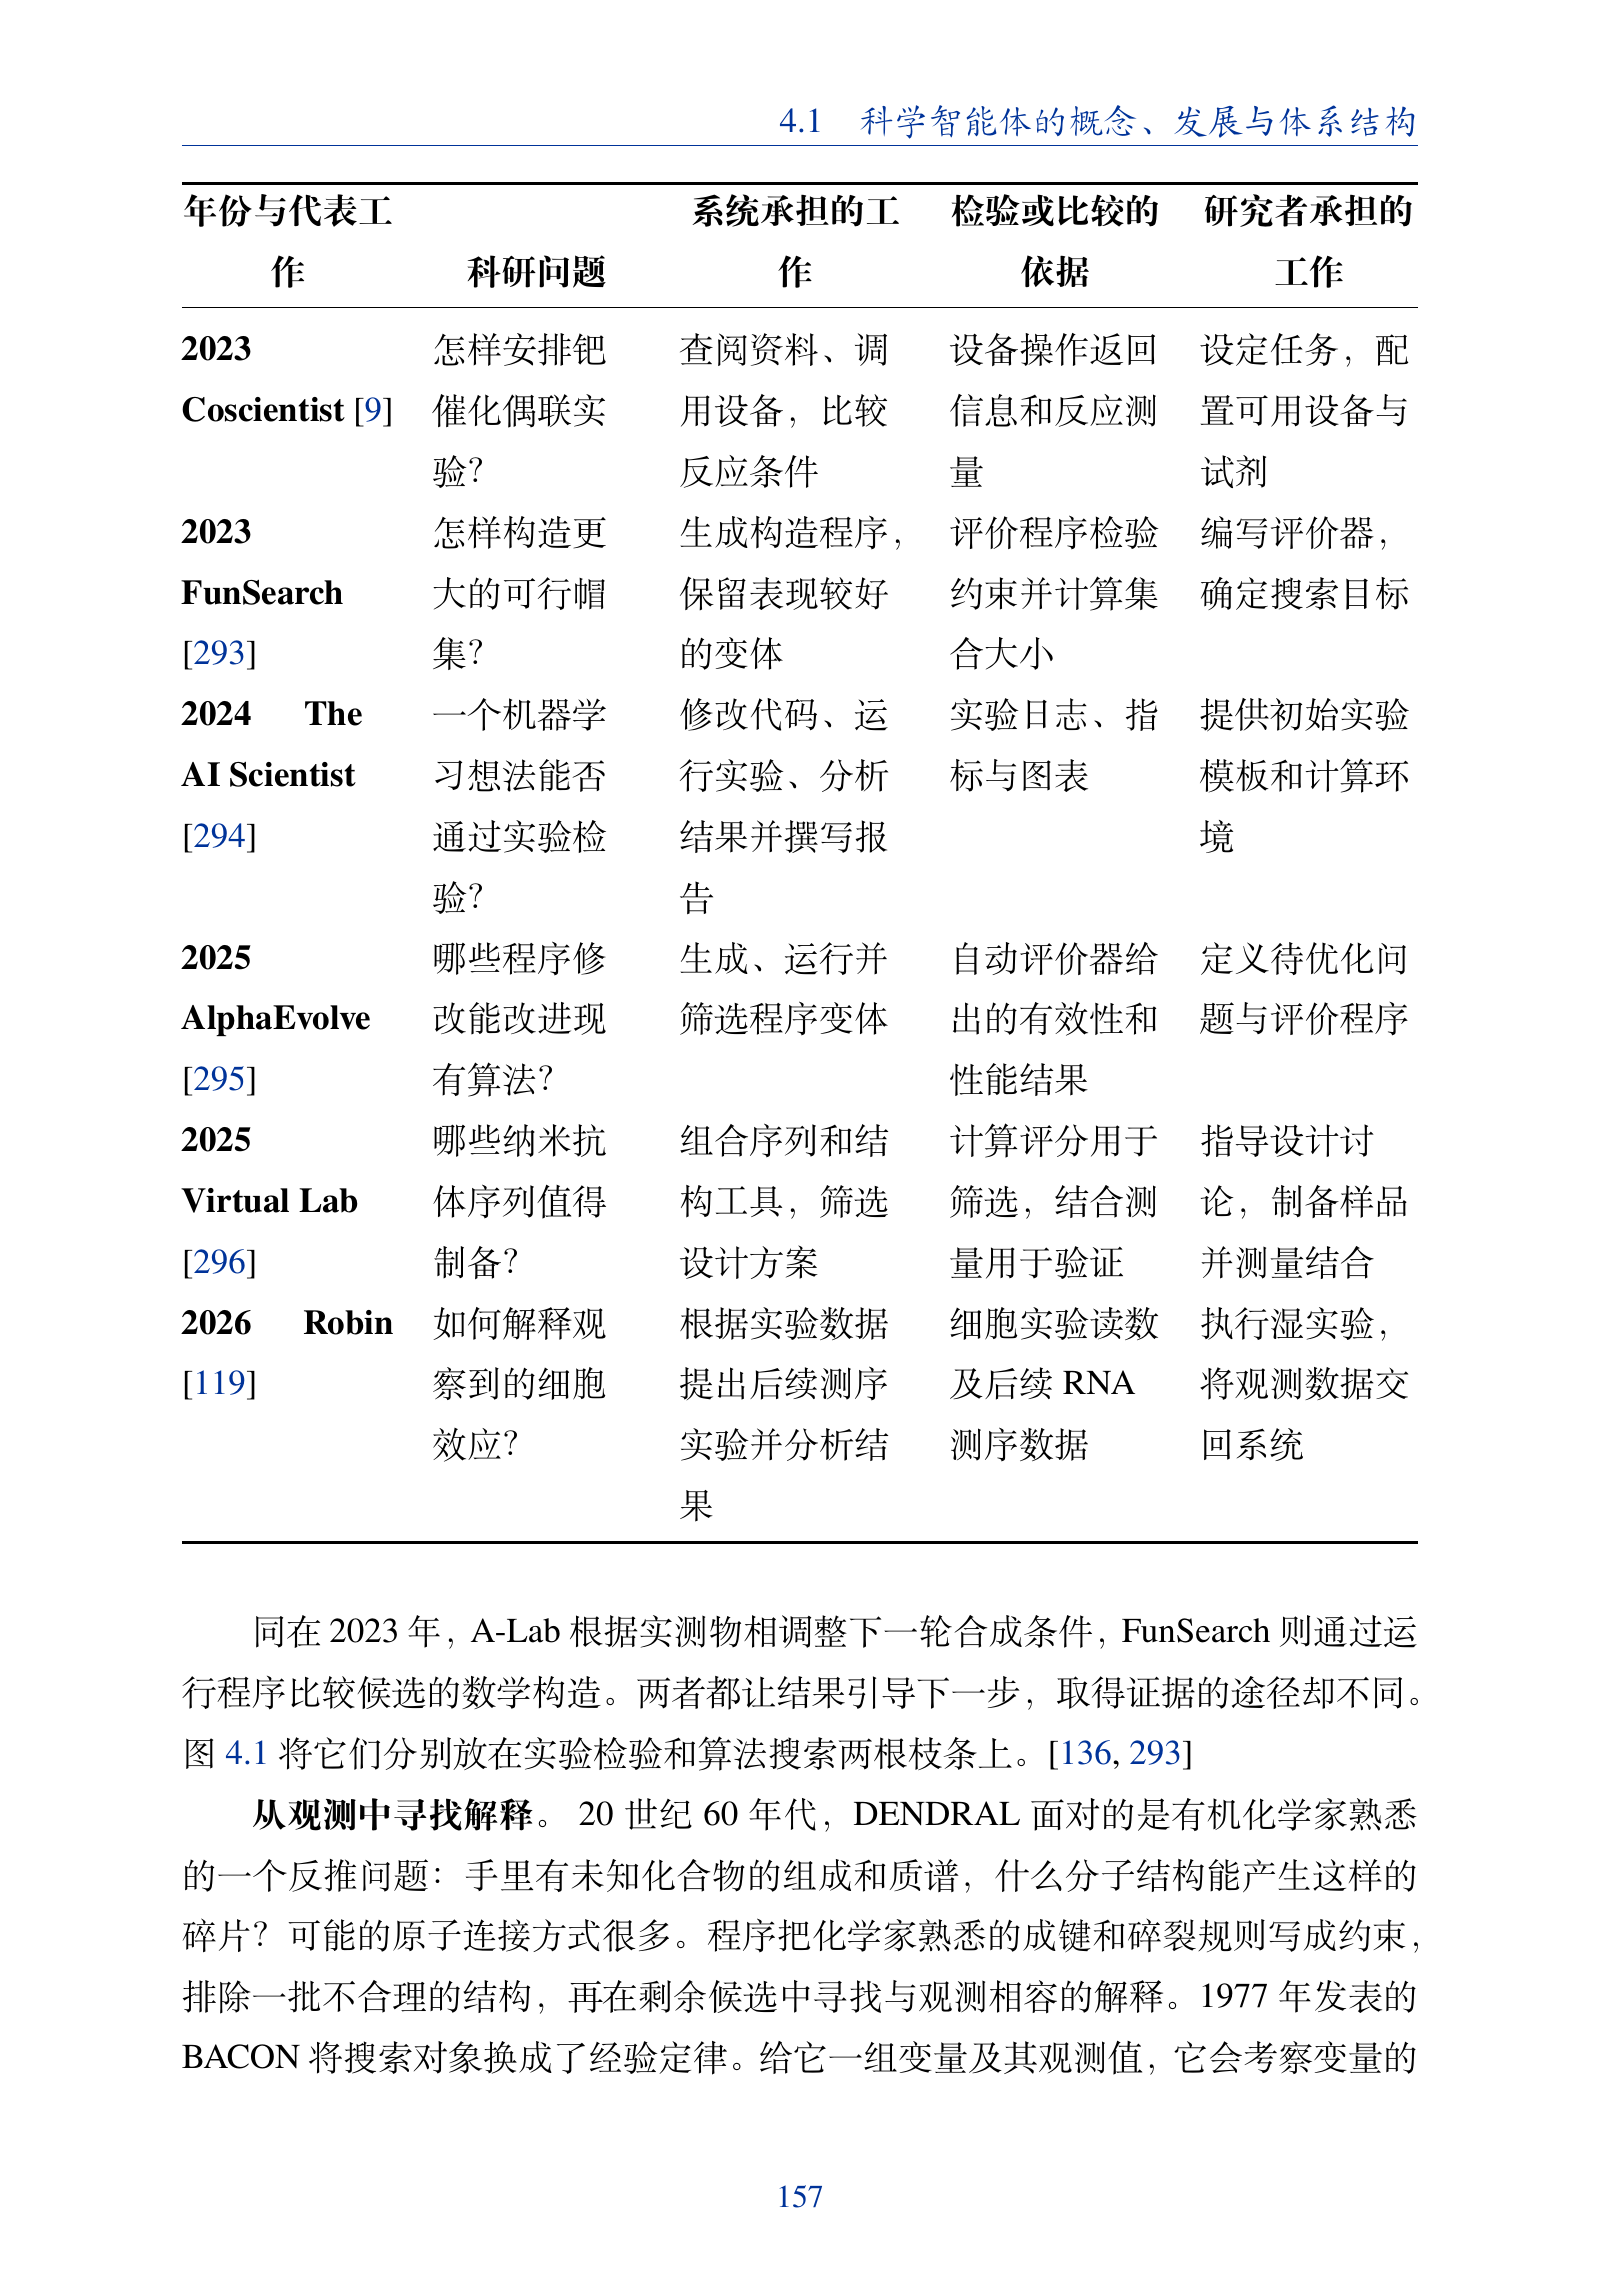 4.1 科学智能体的概念、发展与体系结构
年份与代表工 系统承担的工 检验或比较的 研究者承担的
作 科研问题 作 依据 工作
2023 怎样安排钯 查阅资料、调 设备操作返回 设定任务，配
Coscientist [9] 催化偶联实 用设备，比较 信息和反应测 置可用设备与
验？ 反应条件 量 试剂
2023 怎样构造更 生成构造程序， 评价程序检验 编写评价器，
FunSearch 大的可行帽 保留表现较好 约束并计算集 确定搜索目标
[293] 集？ 的变体 合大小
2024 The 一个机器学 修改代码、运 实验日志、指 提供初始实验
AI Scientist 习想法能否 行实验、分析 标与图表 模板和计算环
[294] 通过实验检 结果并撰写报 境
验？ 告
2025 哪些程序修 生成、运行并 自动评价器给 定义待优化问
AlphaEvolve 改能改进现 筛选程序变体 出的有效性和 题与评价程序
[295] 有算法？ 性能结果
2025 哪些纳米抗 组合序列和结 计算评分用于 指导设计讨
Virtual Lab 体序列值得 构工具，筛选 筛选，结合测 论，制备样品
[296] 制备？ 设计方案 量用于验证 并测量结合
2026 Robin 如何解释观 根据实验数据 细胞实验读数 执行湿实验，
[119] 察到的细胞 提出后续测序 及后续 RNA 将观测数据交
效应？ 实验并分析结 测序数据 回系统
果
同在 2023 年，A-Lab 根据实测物相调整下一轮合成条件，FunSearch 则通过运
行程序比较候选的数学构造。两者都让结果引导下一步，取得证据的途径却不同。
图 4.1 将它们分别放在实验检验和算法搜索两根枝条上。[136, 293]
从观测中寻找解释。 20 世纪 60 年代，DENDRAL 面对的是有机化学家熟悉
的一个反推问题：手里有未知化合物的组成和质谱，什么分子结构能产生这样的
碎片？可能的原子连接方式很多。程序把化学家熟悉的成键和碎裂规则写成约束，
排除一批不合理的结构，再在剩余候选中寻找与观测相容的解释。1977 年发表的
BACON 将搜索对象换成了经验定律。给它一组变量及其观测值，它会考察变量的
157